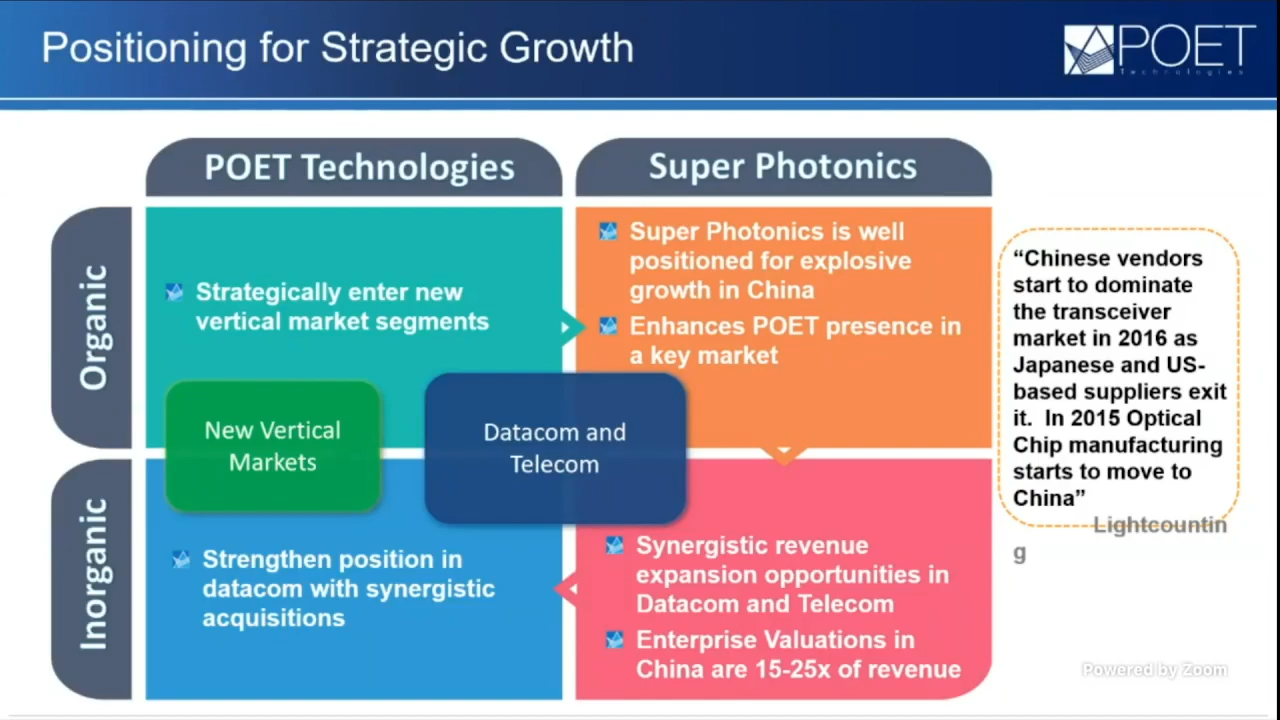 Positioning for Strategic Growth
POET
Technologies
POET Technologies
Super Photonics
Organic
Strategically enter new
vertical market segments
Super Photonics is well
positioned for explosive
growth in China
Enhances POET presence in
a key market
“Chinese vendors
start to dominate
the transceiver
market in 2016 as
Japanese and US-
based suppliers exit
it. In 2015 Optical
Chip manufacturing
starts to move to
China”
Lightcountin
g
New Vertical
Markets
Datacom and
Telecom
Inorganic
Strengthen position in
datacom with synergistic
acquisitions
Synergistic revenue
expansion opportunities in
Datacom and Telecom
Enterprise Valuations in
China are 15-25x of revenue
Powered by Zoom